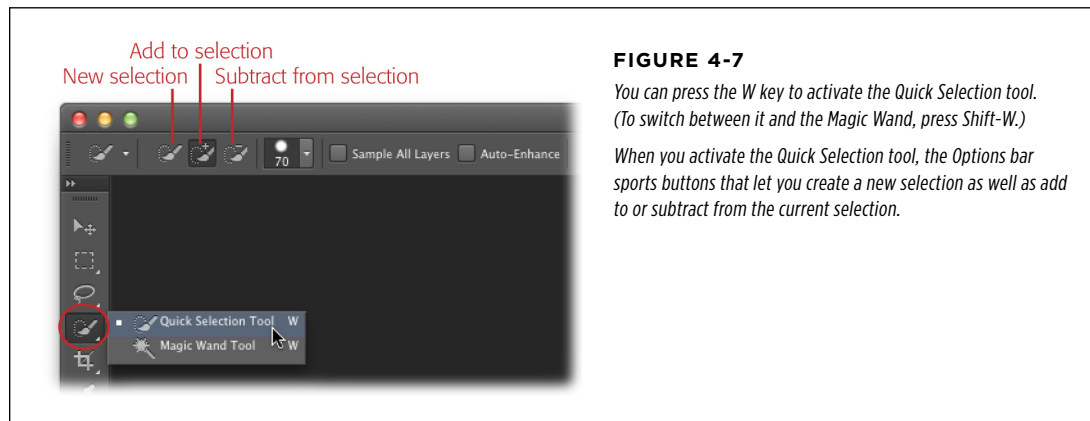 Add to selection
New selection
Subtract from selection
70
Sample All Layers
Auto-Enhance
Quick Selection Tool W
Magic Wand Tool W
FIGURE 4-7
You can press the W key to activate the Quick Selection tool.
(To switch between it and the Magic Wand, press Shift-W.)
When you activate the Quick Selection tool, the Options bar
sports buttons that let you create a new selection as well as add
to or subtract from the current selection.